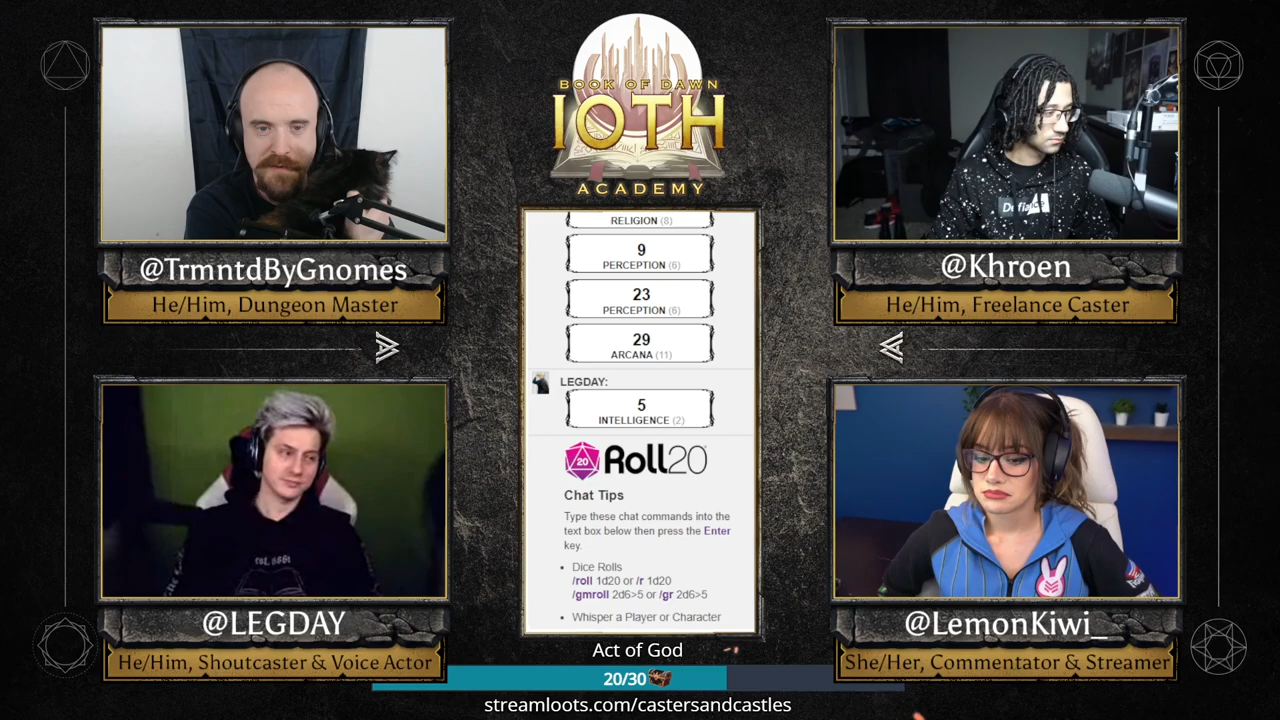 BOOK OF DAWN
IOTH
ACADEMY
@TrmntdByGnomes
He/Him, Dungeon Master
@Khroen
He/Him, Freelance Caster
RELIGION (8)
9
PERCEPTION (6)
23
PERCEPTION (6)
29
ARCANA (11)
LEGDAY:
5
INTELLIGENCE (2)
20
Roll20
Chat Tips
Type these chat commands into the
text box below then press the Enter
key.
• Dice Rolls
/roll 1d20 or /r 1d20
/gmroll 2d6>5 or /gr 2d6>5
• Whisper a Player or Character
@LEGDAY
He/Him, Shoutcaster & Voice Actor
@LemonKiwi_
She/Her, Commentator & Streamer
Act of God
20/30
streamloots.com/castersandcastles